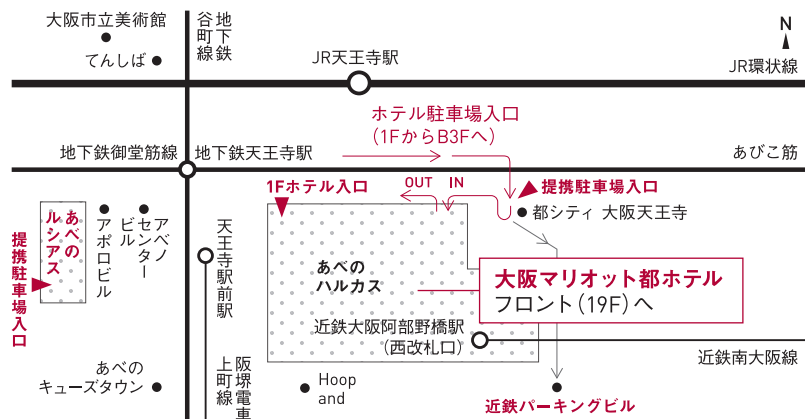 大阪市立美術館
てんしば
地下鉄
谷町線
JR天王寺駅
N
JR環状線
ホテル駐車場入口
(1FからB3Fへ)
地下鉄御堂筋線
地下鉄天王寺駅
あびこ筋
1Fホテル入口
OUT
IN
提携駐車場入口
都シティ 大阪天王寺
あべの
ルシアス
提携駐車場入口
アポロビル
アベノ
センター
ビル
天王寺駅前駅
あべの
ハルカス
大阪マリオット都ホテル
フロント(19F)へ
近鉄大阪阿部野橋駅
(西改札口)
近鉄南大阪線
あべの
キューズタウン
阪堺電車
上町線
Hoop
and
近鉄パーキングビル